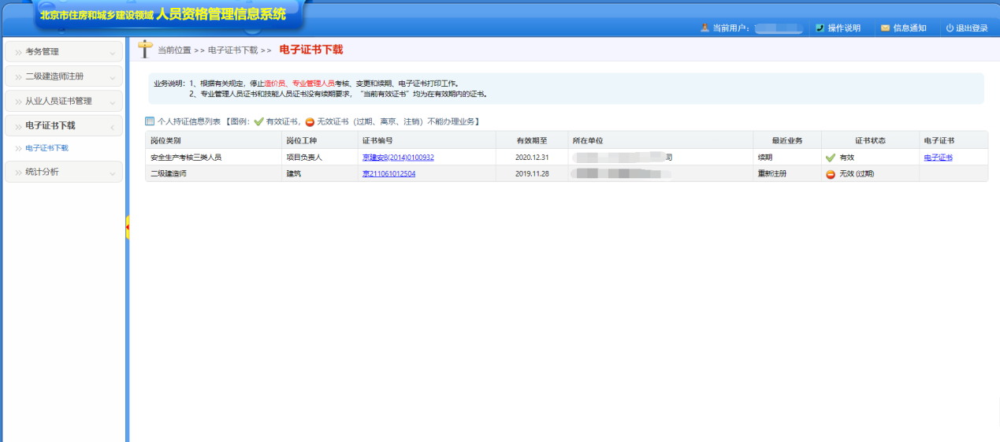 北京市住房和城乡建设领域 人员资格管理信息系统
当前用户： 操作说明 信息通知 退出登录
考务管理
二级建造师注册
从业人员证书管理
电子证书下载
电子证书下载
统计分析
当前位置 >> 电子证书下载 >> 电子证书下载
业务说明：1、根据有关规定，停止造价员、专业管理人员考核、变更和续期、电子证书打印工作。
2、专业管理人员证书和技能人员证书没有续期要求，“当前有效证书”均为在有效期内的证书。
个人持证信息列表 【图例： 有效证书， 无效证书（过期、离京、注销）不能办理业务】
岗位类别 岗位工种 证书编号 有效期至 所在单位 最近业务 证书状态 电子证书
安全生产考核三类人员 项目负责人 京建安B(2014)0100932 2020.12.31 司 续期 有效 电子证书
二级建造师 建筑 京211061012504 2019.11.28 重新注册 无效 (过期)